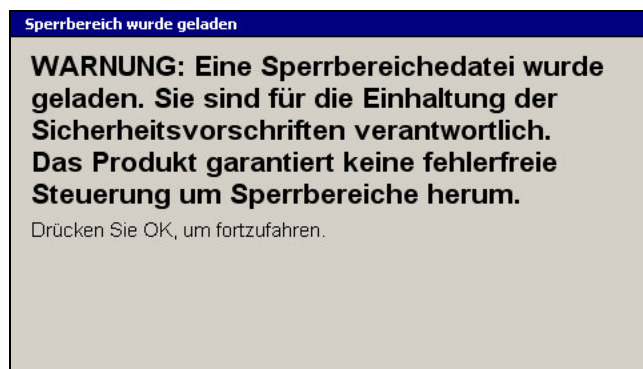 Sperrbereich wurde geladen
WARNUNG: Eine Sperrbereichedatei wurde
geladen. Sie sind für die Einhaltung der
Sicherheitsvorschriften verantwortlich.
Das Produkt garantiert keine fehlerfreie
Steuerung um Sperrbereiche herum.
Drücken Sie OK, um fortzufahren.